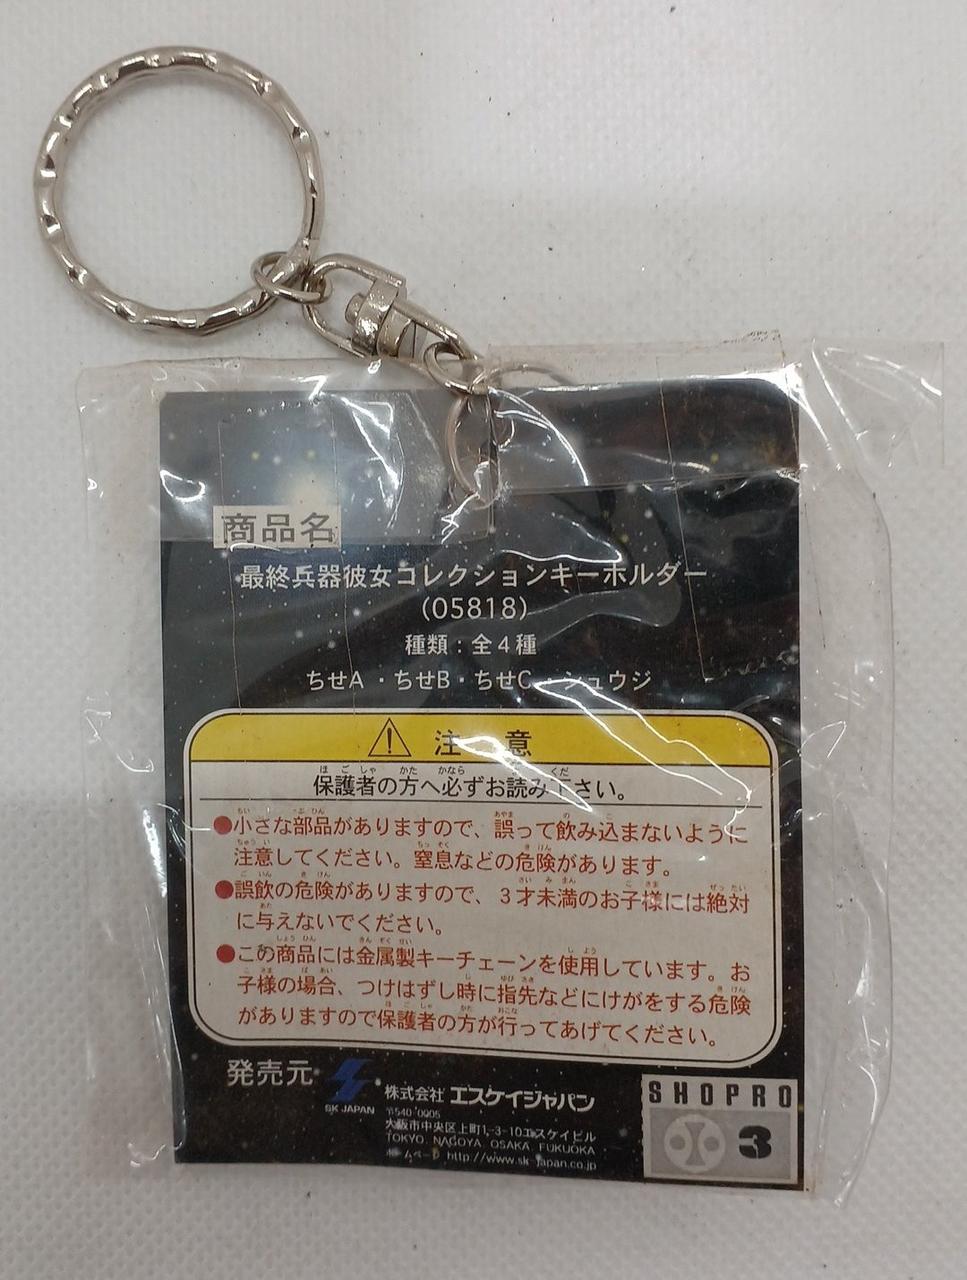 商品名
最終兵器彼女コレクションキーホルダー
(05818)
種類：全４種
ちせA・ちせB・ちせC・シュウジ
注意
保護者の方へ必ずお読み下さい。
●小さな部品がありますので、誤って飲み込まないように
注意してください。窒息などの危険があります。
●誤飲の危険がありますので、３才未満のお子様には絶対
に与えないでください。
●この商品には金属製キーチェーンを使用しています。お
子様の場合、つけはずし時に指先などにけがをする危険
がありますので保護者の方が行ってあげてください。
発売元
SK JAPAN
株式会社 エスケイジャパン
〒540-0005
大阪市中央区上町1-3-10エスケイビル
TOKYO NAGOYA OSAKA FUKUOKA
ホームページ http://www.sk-japan.co.jp
SHOPRO
3